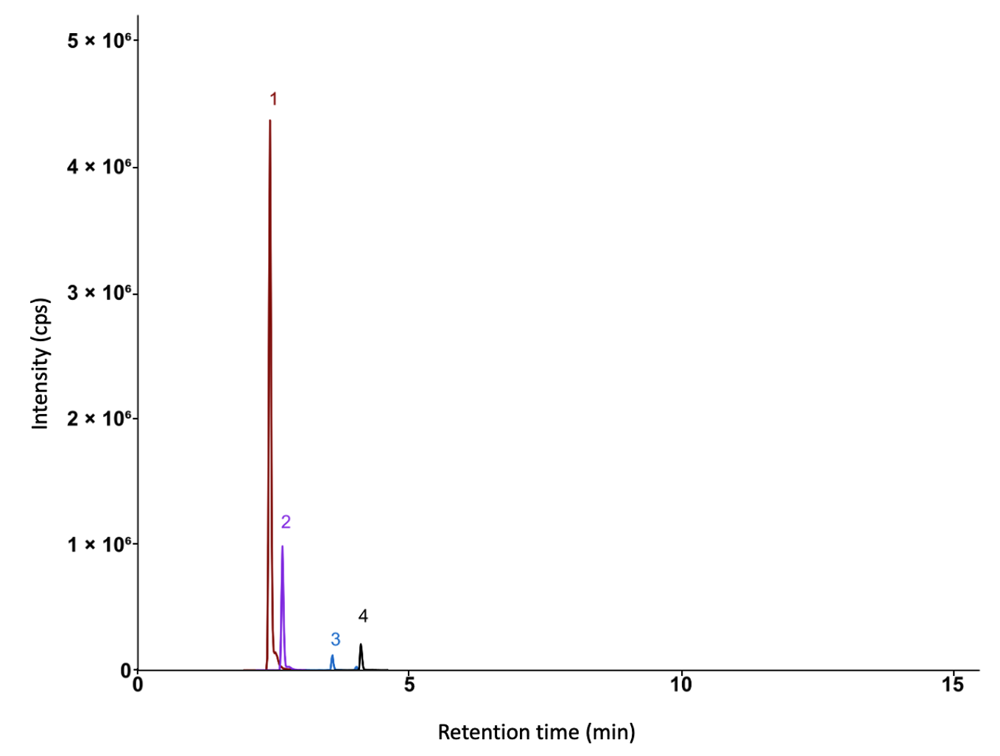 5 × 10⁶
1
4 × 10⁶
3 × 10⁶
Intensity (cps)
2 × 10⁶
2
1 × 10⁶
4
3
0
0 5 10 15
Retention time (min)